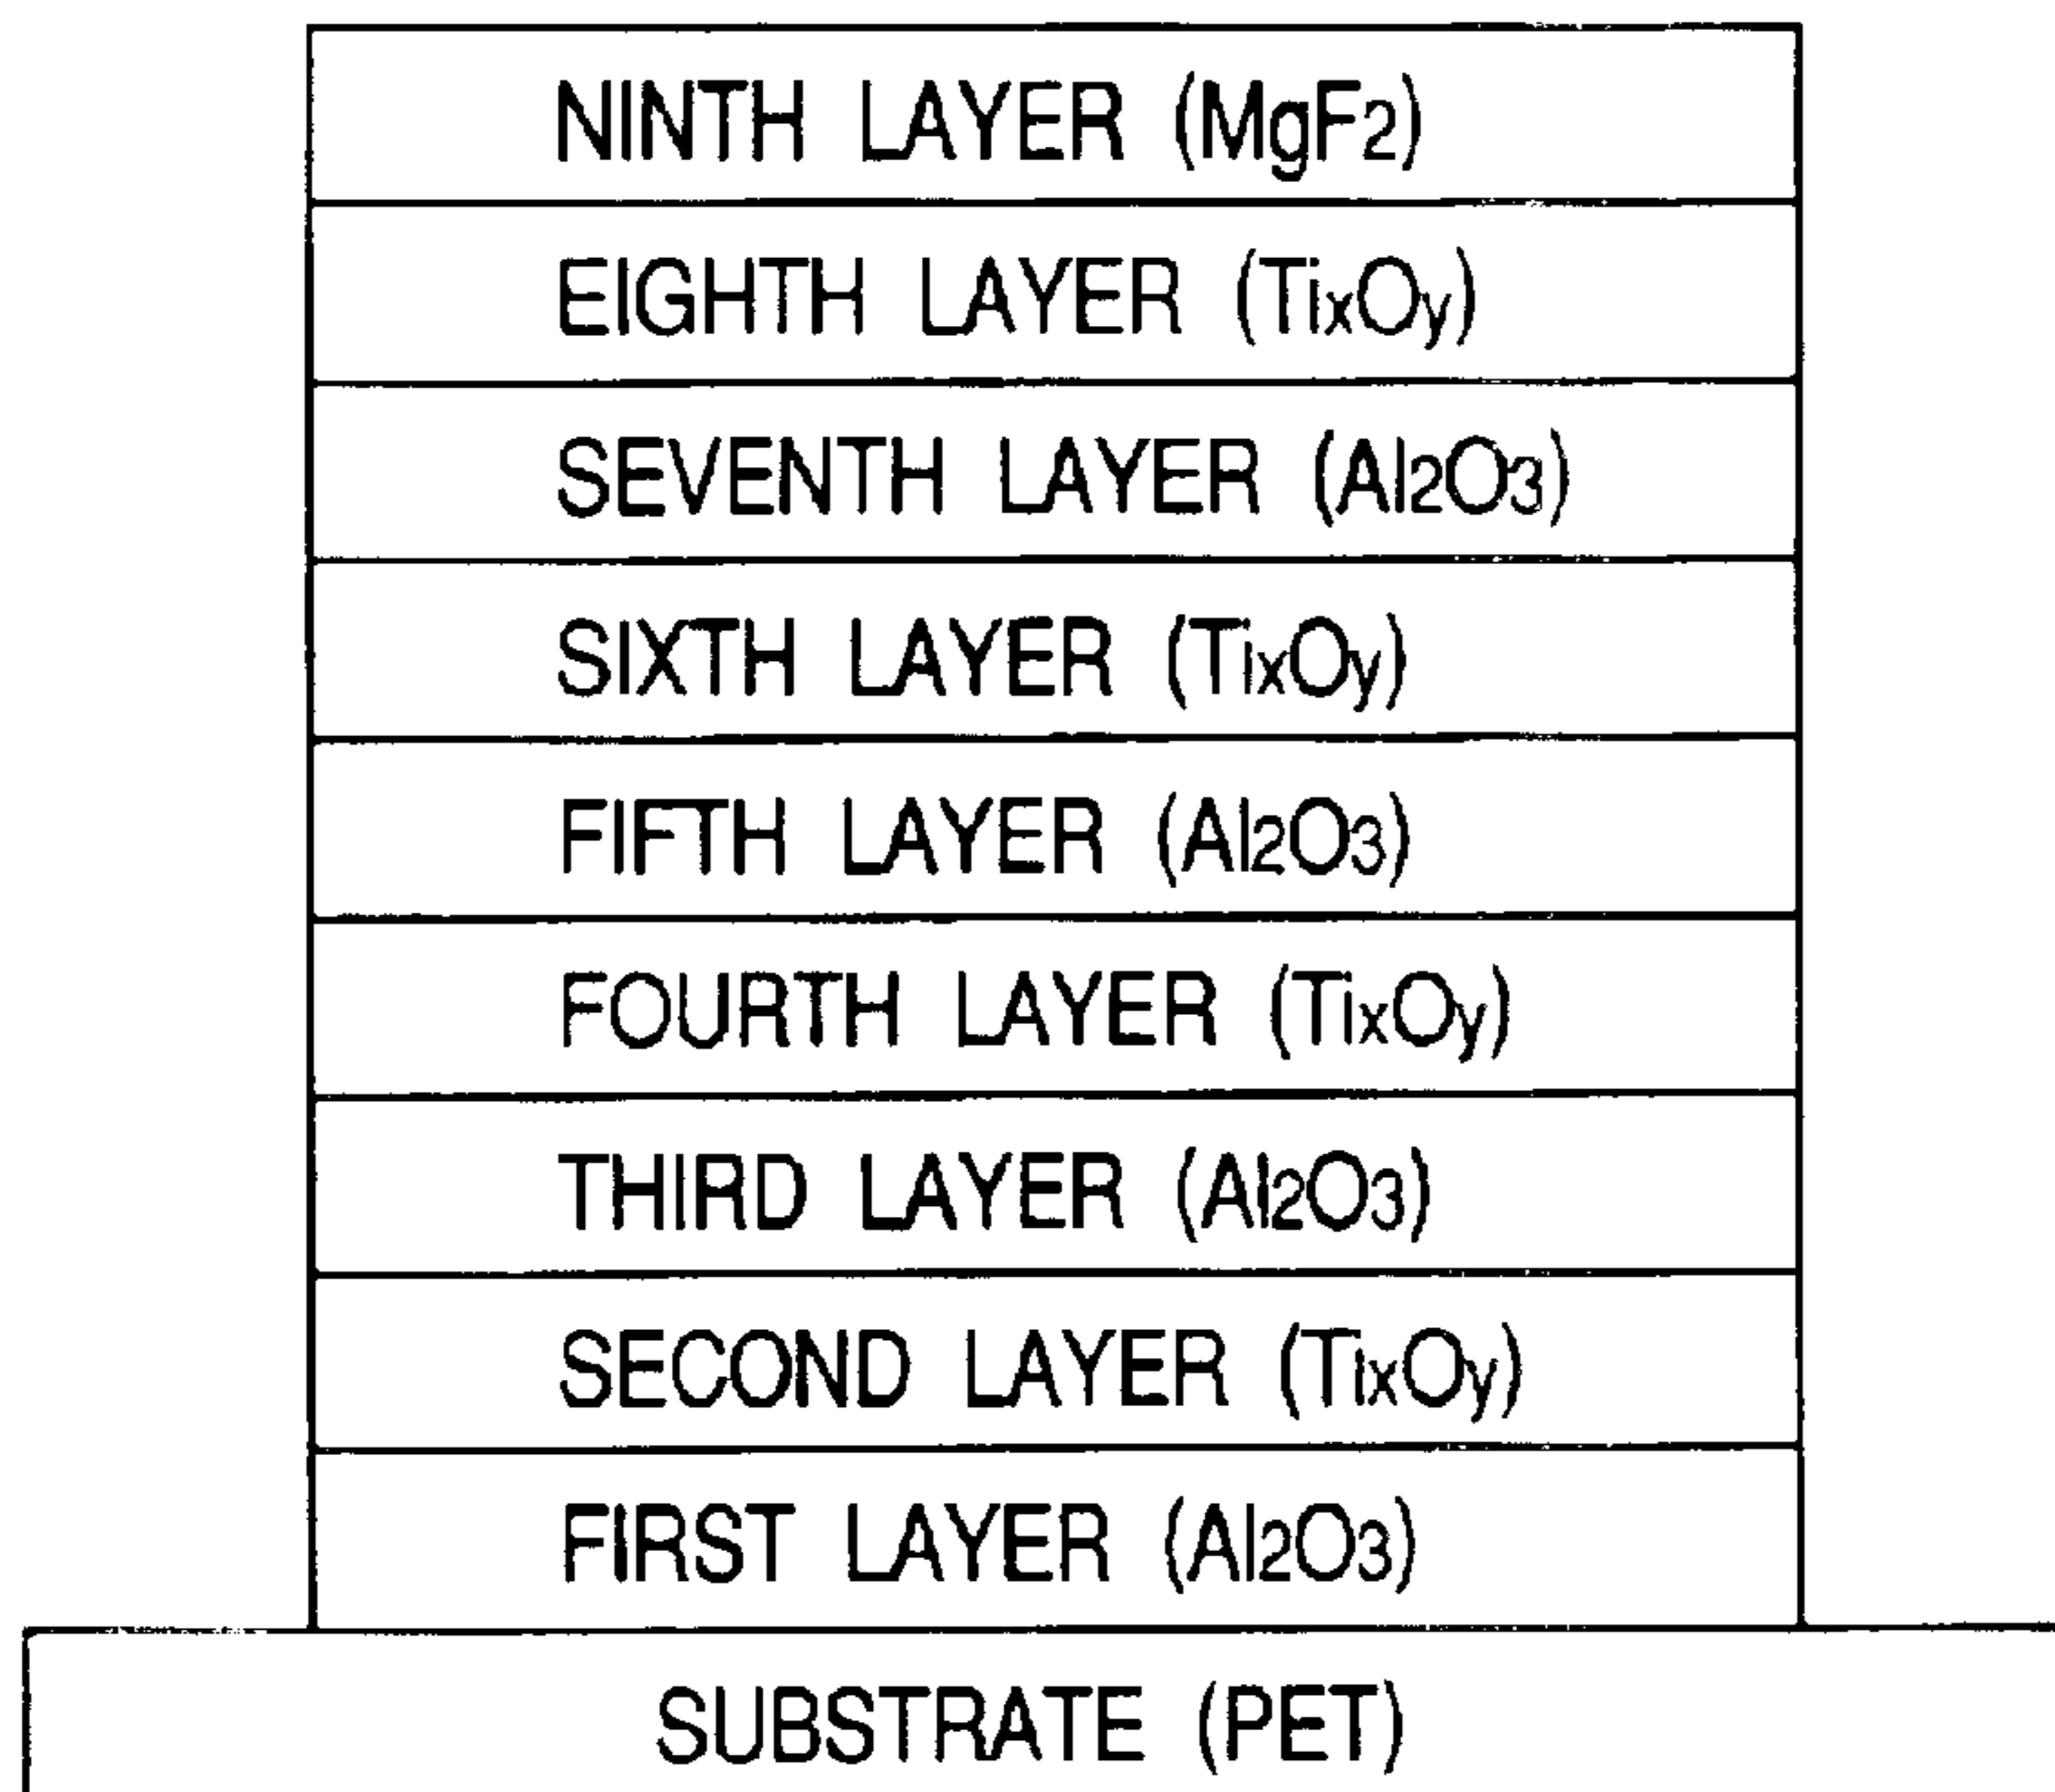 NINTH LAYER (MgF2)
EIGHTH LAYER (TixOy)
SEVENTH LAYER (Al2O3)
SIXTH LAYER (TixOy)
FIFTH LAYER (Al2O3)
FOURTH LAYER (TixOy)
THIRD LAYER (Al2O3)
SECOND LAYER (TixOy)
FIRST LAYER (Al2O3)
SUBSTRATE (PET)